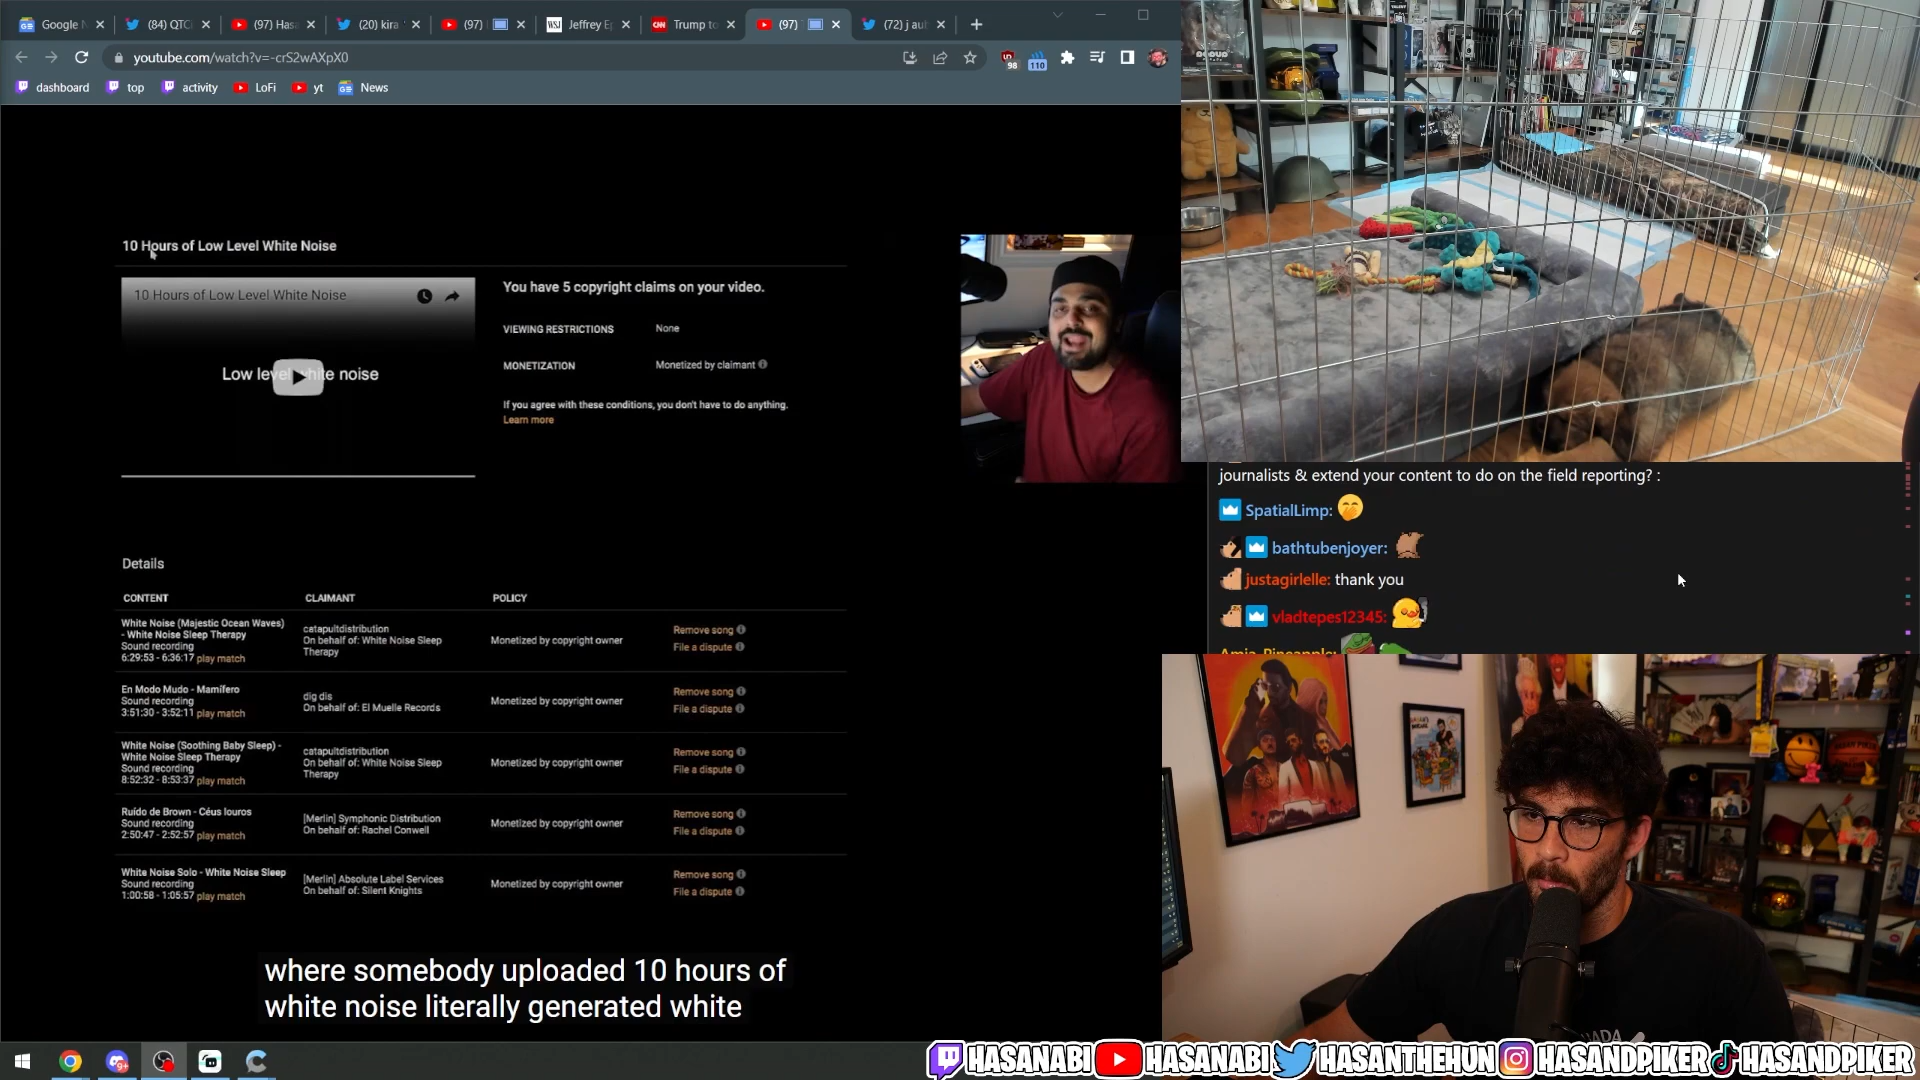 Google N
(84) QTC
(97) Hasa
(20) kira
(97)
WSJ
Jeffrey Ep
CNN
Trump to
(97)
(72) j aub
youtube.com/watch?v=-crS2wAXpX0
98
110
dashboard
top
activity
LoFi
yt
News
10 Hours of Low Level White Noise
10 Hours of Low Level White Noise
Low level white noise
You have 5 copyright claims on your video.
VIEWING RESTRICTIONS
None
MONETIZATION
Monetized by claimant
If you agree with these conditions, you don't have to do anything.
Learn more
Details
CONTENT
CLAIMANT
POLICY
White Noise (Majestic Ocean Waves)
- White Noise Sleep Therapy
Sound recording
6:29:53 - 6:36:17 play match
catapultdistribution
On behalf of: White Noise Sleep
Therapy
Monetized by copyright owner
Remove song
File a dispute
En Modo Mudo - Mamífero
Sound recording
3:51:30 - 3:52:11 play match
dig dis
On behalf of: El Muelle Records
Monetized by copyright owner
Remove song
File a dispute
White Noise (Soothing Baby Sleep) -
White Noise Sleep Therapy
Sound recording
8:52:32 - 8:53:37 play match
catapultdistribution
On behalf of: White Noise Sleep
Therapy
Monetized by copyright owner
Remove song
File a dispute
Ruído de Brown - Céus louros
Sound recording
2:50:47 - 2:52:57 play match
[Merlin] Symphonic Distribution
On behalf of: Rachel Conwell
Monetized by copyright owner
Remove song
File a dispute
White Noise Solo - White Noise Sleep
Sound recording
1:00:58 - 1:05:57 play match
[Merlin] Absolute Label Services
On behalf of: Silent Knights
Monetized by copyright owner
Remove song
File a dispute
where somebody uploaded 10 hours of
white noise literally generated white
journalists & extend your content to do on the field reporting? :
SpatialLimp:
bathtubenjoyer:
justagirlelle: thank you
vladtepes12345:
Amia_Pineapple:
HASANABI
HASANABI
HASANTHEHUN
HASANDPIKER
HASANDPIKER